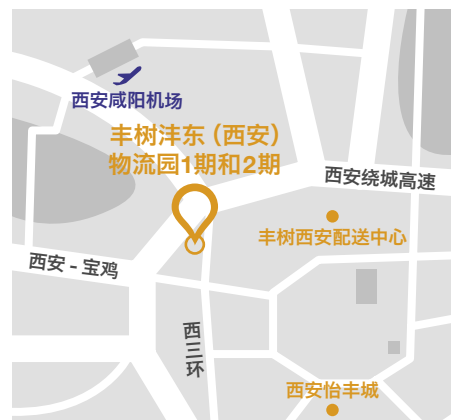 西安咸阳机场
丰树沣东（西安）
物流园1期和2期
西安绕城高速
丰树西安配送中心
西安 - 宝鸡
西三环
西安怡丰城